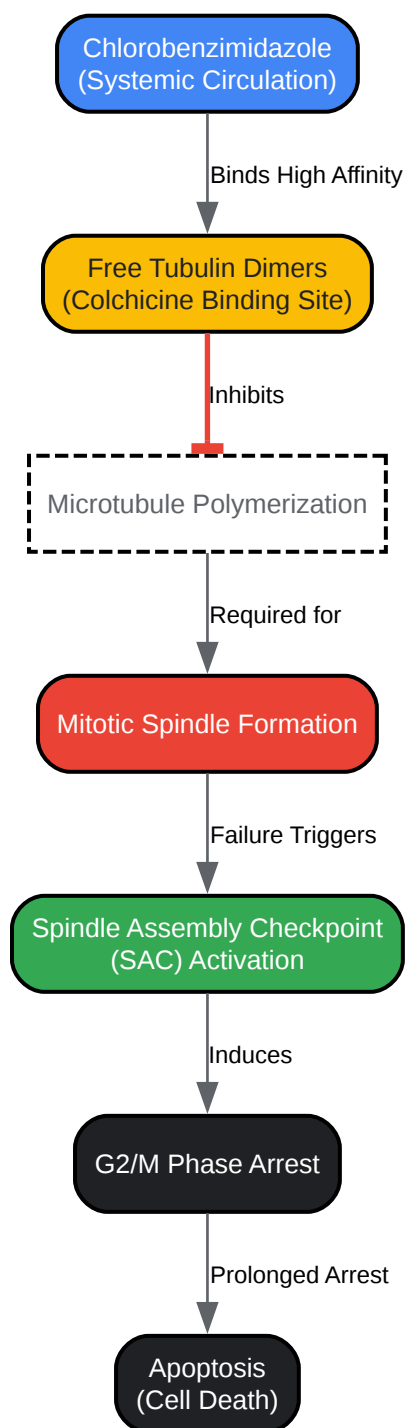 Chlorobenzimidazole
(Systemic Circulation)
Binds High Affinity
Free Tubulin Dimers
(Colchicine Binding Site)
Inhibits
Microtubule Polymerization
Required for
Mitotic Spindle Formation
Failure Triggers
Spindle Assembly Checkpoint
(SAC) Activation
Induces
G2/M Phase Arrest
Prolonged Arrest
Apoptosis
(Cell Death)